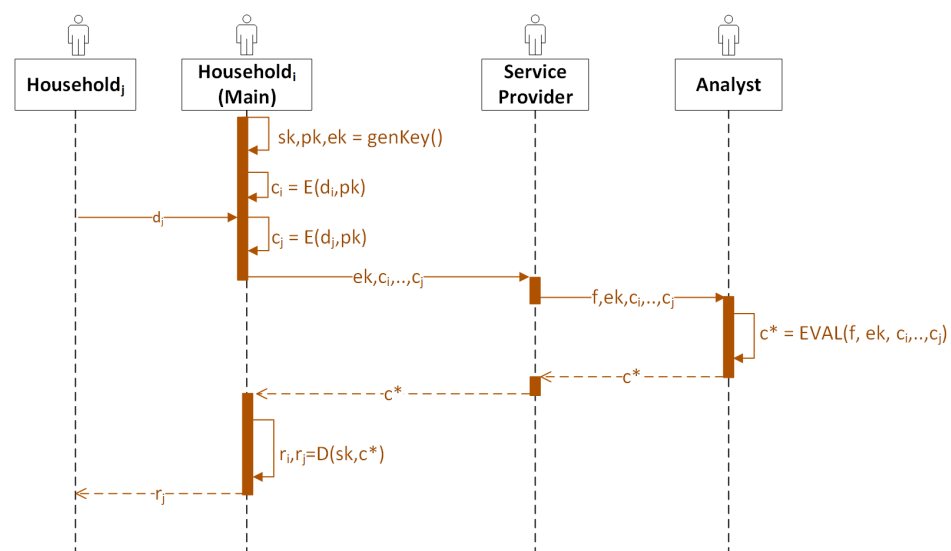 Householdⱼ
Householdᵢ
(Main)
Service
Provider
Analyst
sk,pk,ek = genKey()
cᵢ = E(dᵢ,pk)
dⱼ
cⱼ = E(dⱼ,pk)
ek,cᵢ,..,cⱼ
f,ek,cᵢ,..,cⱼ
c* = EVAL(f, ek, cᵢ,..,cⱼ)
c*
c*
rᵢ,rⱼ=D(sk,c*)
rⱼ